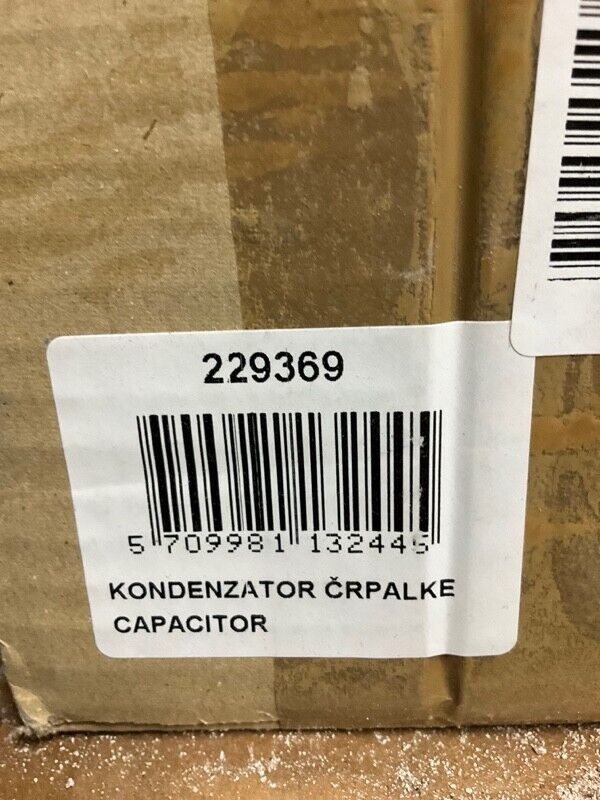 229369
5 709981 132445
KONDENZATOR ČRPALKE
CAPACITOR